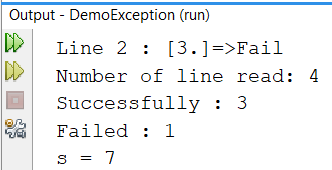 Output - DemoException (run)
Line 2 : [3.]=>Fail
Number of line read: 4
Successfully : 3
Failed : 1
s = 7